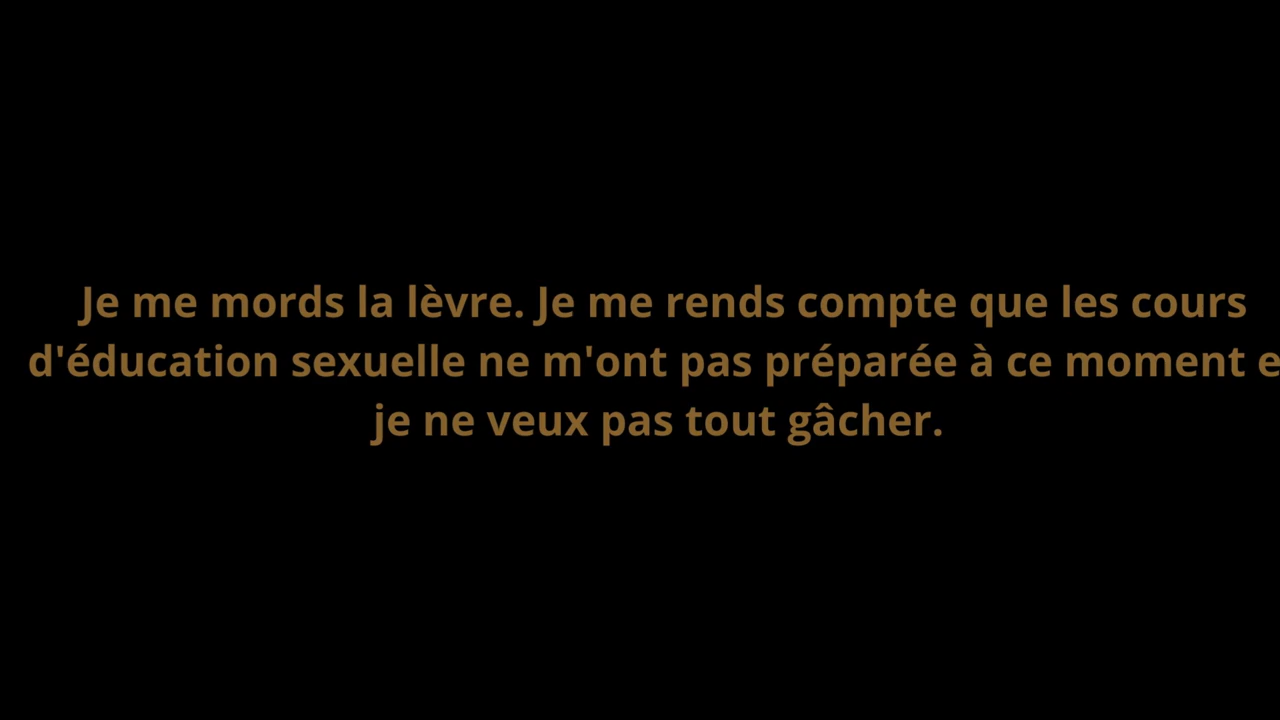 Je me mords la lèvre. Je me rends compte que les cours
d'éducation sexuelle ne m'ont pas préparée à ce moment e
je ne veux pas tout gâcher.